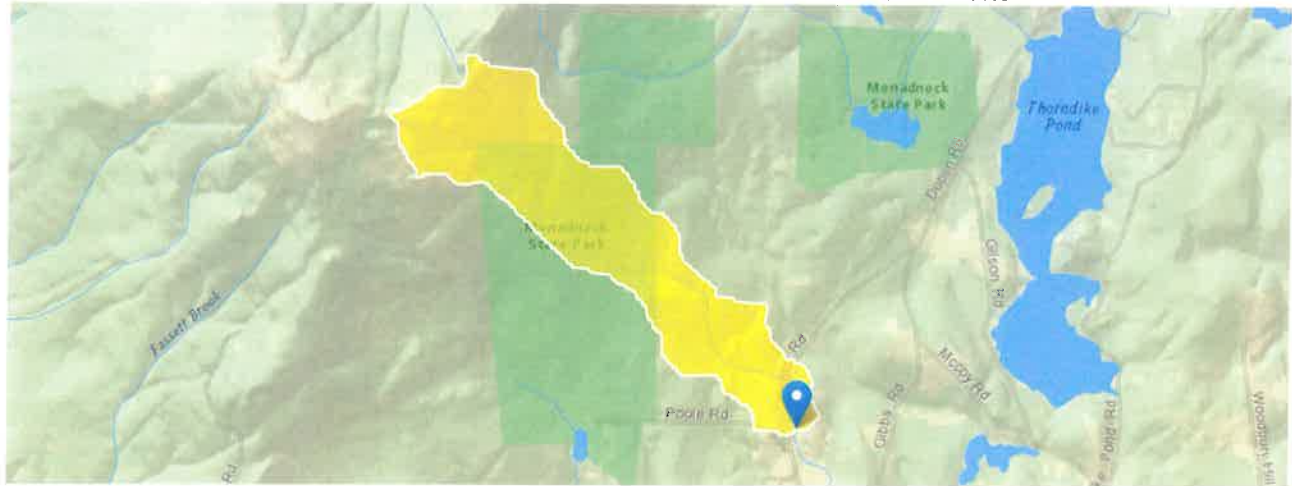 Monadnock
State Park
Thorndike
Pond
Dublin Rd
Monadnock
State Park
Gilson Rd
Fassett Brook
Rd
Mccoy Rd
Poole Rd
Gibbs Rd
Pond Rd
Rd